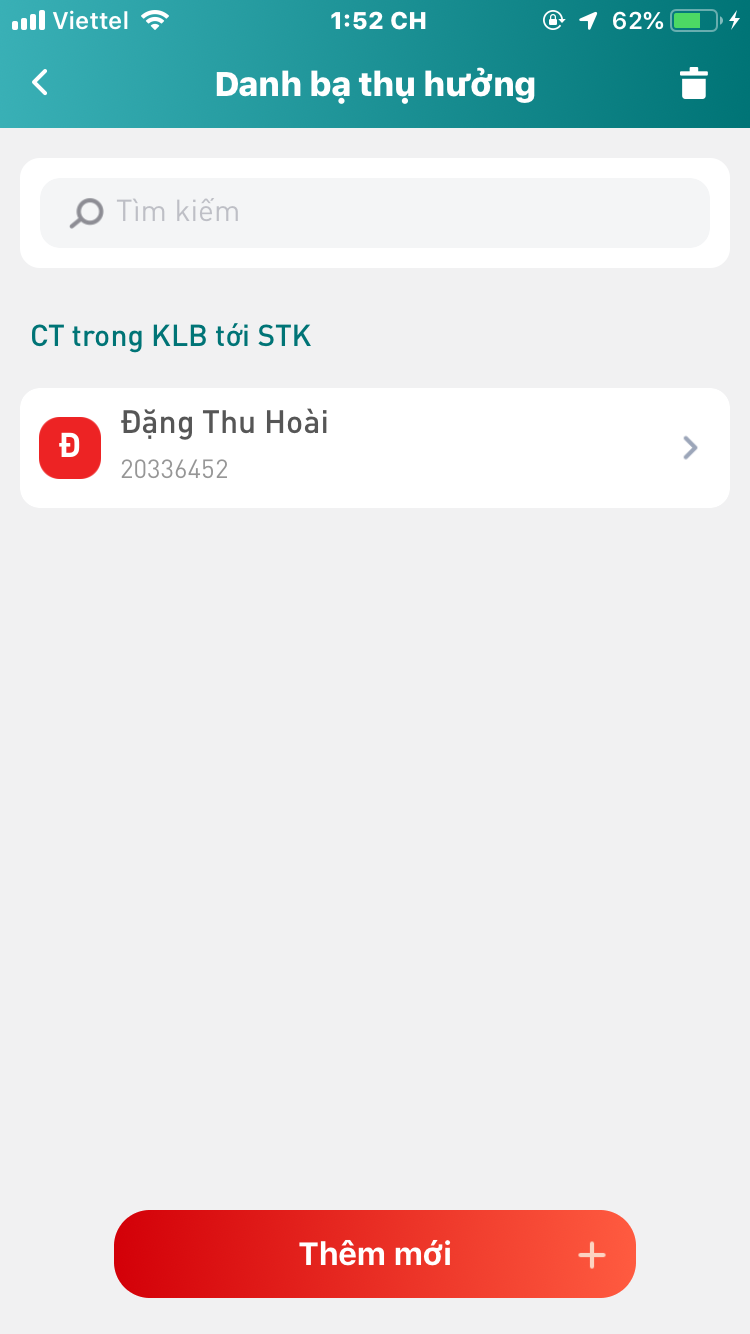 Viettel 1:52 CH 62%
Danh bạ thụ hưởng
Tìm kiếm
CT trong KLB tới STK
Đ
Đặng Thu Hoài
20336452
Thêm mới +